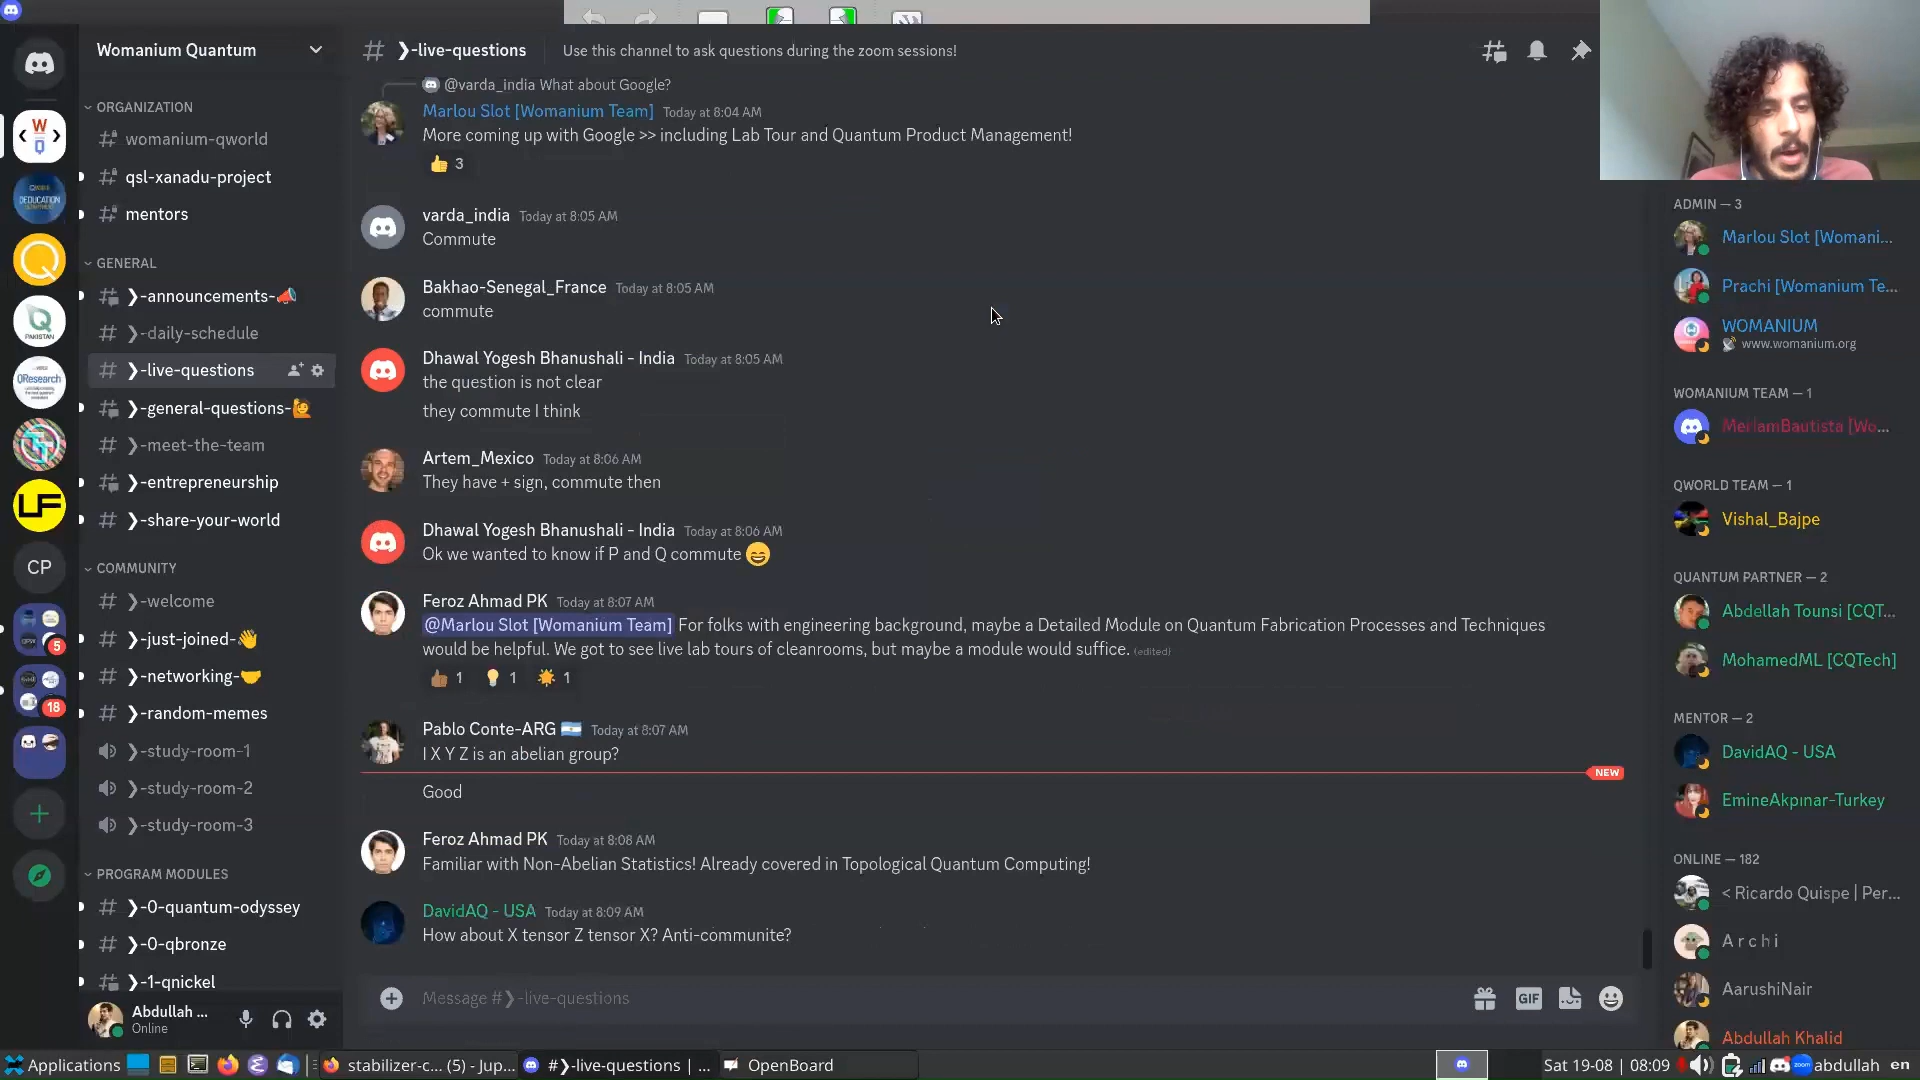 Womanium Quantum
ORGANIZATION
womanium-qworld
qsl-xanadu-project
mentors
GENERAL
❯-announcements-📣
❯-daily-schedule
❯-live-questions
❯-general-questions-🙋
❯-meet-the-team
❯-entrepreneurship
❯-share-your-world
COMMUNITY
❯-welcome
❯-just-joined-👋
❯-networking-🤝
❯-random-memes
❯-study-room-1
❯-study-room-2
❯-study-room-3
PROGRAM MODULES
❯-0-quantum-odyssey
❯-0-qbronze
❯-1-qnickel
Abdullah ...
Online
W
Q
PAKISTAN
QResearch
LF
CP
5
18
# ❯-live-questions
Use this channel to ask questions during the zoom sessions!
@varda_india What about Google?
Marlou Slot [Womanium Team] Today at 8:04 AM
More coming up with Google >> including Lab Tour and Quantum Product Management!
👍 3
varda_india Today at 8:05 AM
Commute
Bakhao-Senegal_France Today at 8:05 AM
commute
Dhawal Yogesh Bhanushali - India Today at 8:05 AM
the question is not clear
they commute I think
Artem_Mexico Today at 8:06 AM
They have + sign, commute then
Dhawal Yogesh Bhanushali - India Today at 8:06 AM
Ok we wanted to know if P and Q commute 😄
Feroz Ahmad PK Today at 8:07 AM
@Marlou Slot [Womanium Team] For folks with engineering background, maybe a Detailed Module on Quantum Fabrication Processes and Techniques
would be helpful. We got to see live lab tours of cleanrooms, but maybe a module would suffice. (edited)
👍🏾 1 💡 1 ☀️ 1
Pablo Conte-ARG 🇦🇷 Today at 8:07 AM
I X Y Z is an abelian group?
NEW
Good
Feroz Ahmad PK Today at 8:08 AM
Familiar with Non-Abelian Statistics! Already covered in Topological Quantum Computing!
DavidAQ - USA Today at 8:09 AM
How about X tensor Z tensor X? Anti-communite?
Message #❯-live-questions
GIF
ADMIN — 3
Marlou Slot [Womani...
Prachi [Womanium Te...
WOMANIUM
www.womanium.org
WOMANIUM TEAM — 1
MeriamBautista [Wo...
QWORLD TEAM — 1
Vishal_Bajpe
QUANTUM PARTNER — 2
Abdellah Tounsi [CQT...
MohamedML [CQTech]
MENTOR — 2
DavidAQ - USA
EmineAkpınar-Turkey
ONLINE — 182
< Ricardo Quispe | Per...
A r c h i
AarushiNair
Abdullah Khalid
Applications
stabilizer-c... (5) - Jup...
#❯-live-questions | ...
OpenBoard
Sat 19-08 | 08:09
abdullah
en